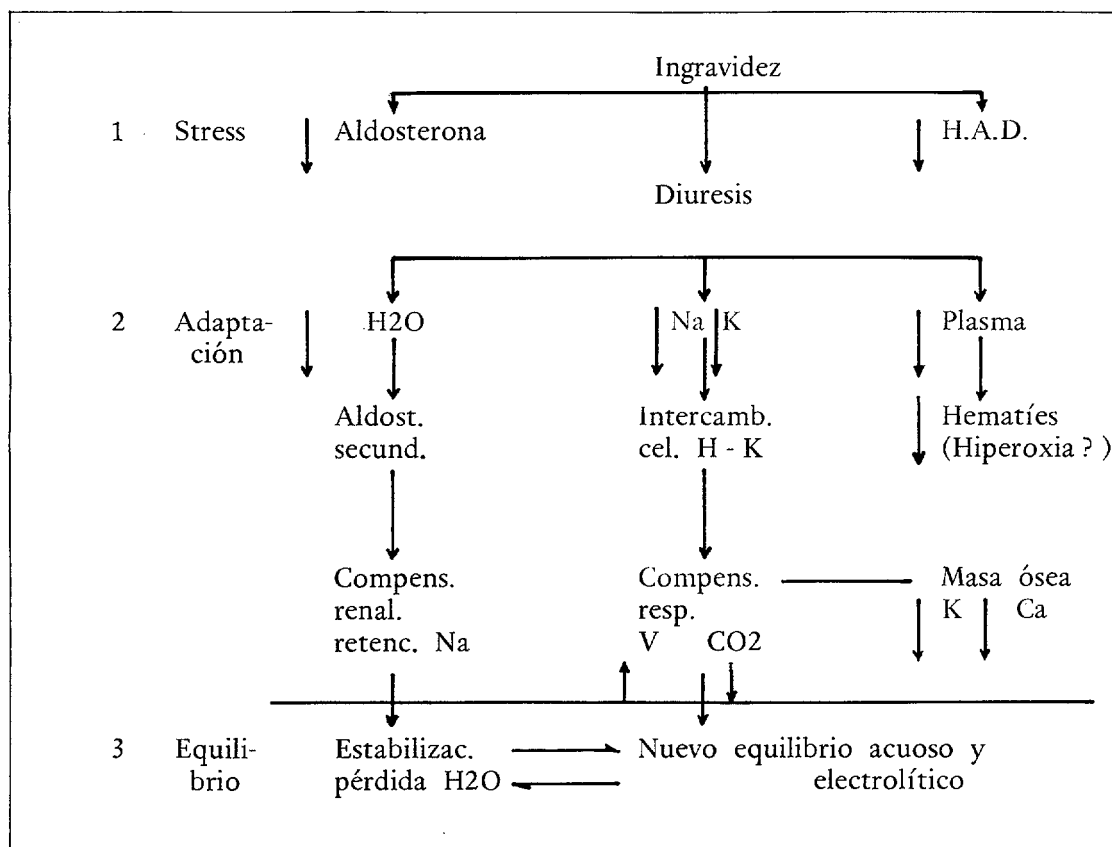 Ingravidez
1 Stress Aldosterona H.A.D.
Diuresis
2 Adapta- H2O Na K Plasma
ción
Aldost. Intercamb. Hematíes
secund. cel. H - K (Hiperoxia ? )
Compens. Compens. Masa ósea
renal. resp. K Ca
retenc. Na V CO2
3 Equili- Estabilizac. Nuevo equilibrio acuoso y
brio pérdida H2O electrolítico